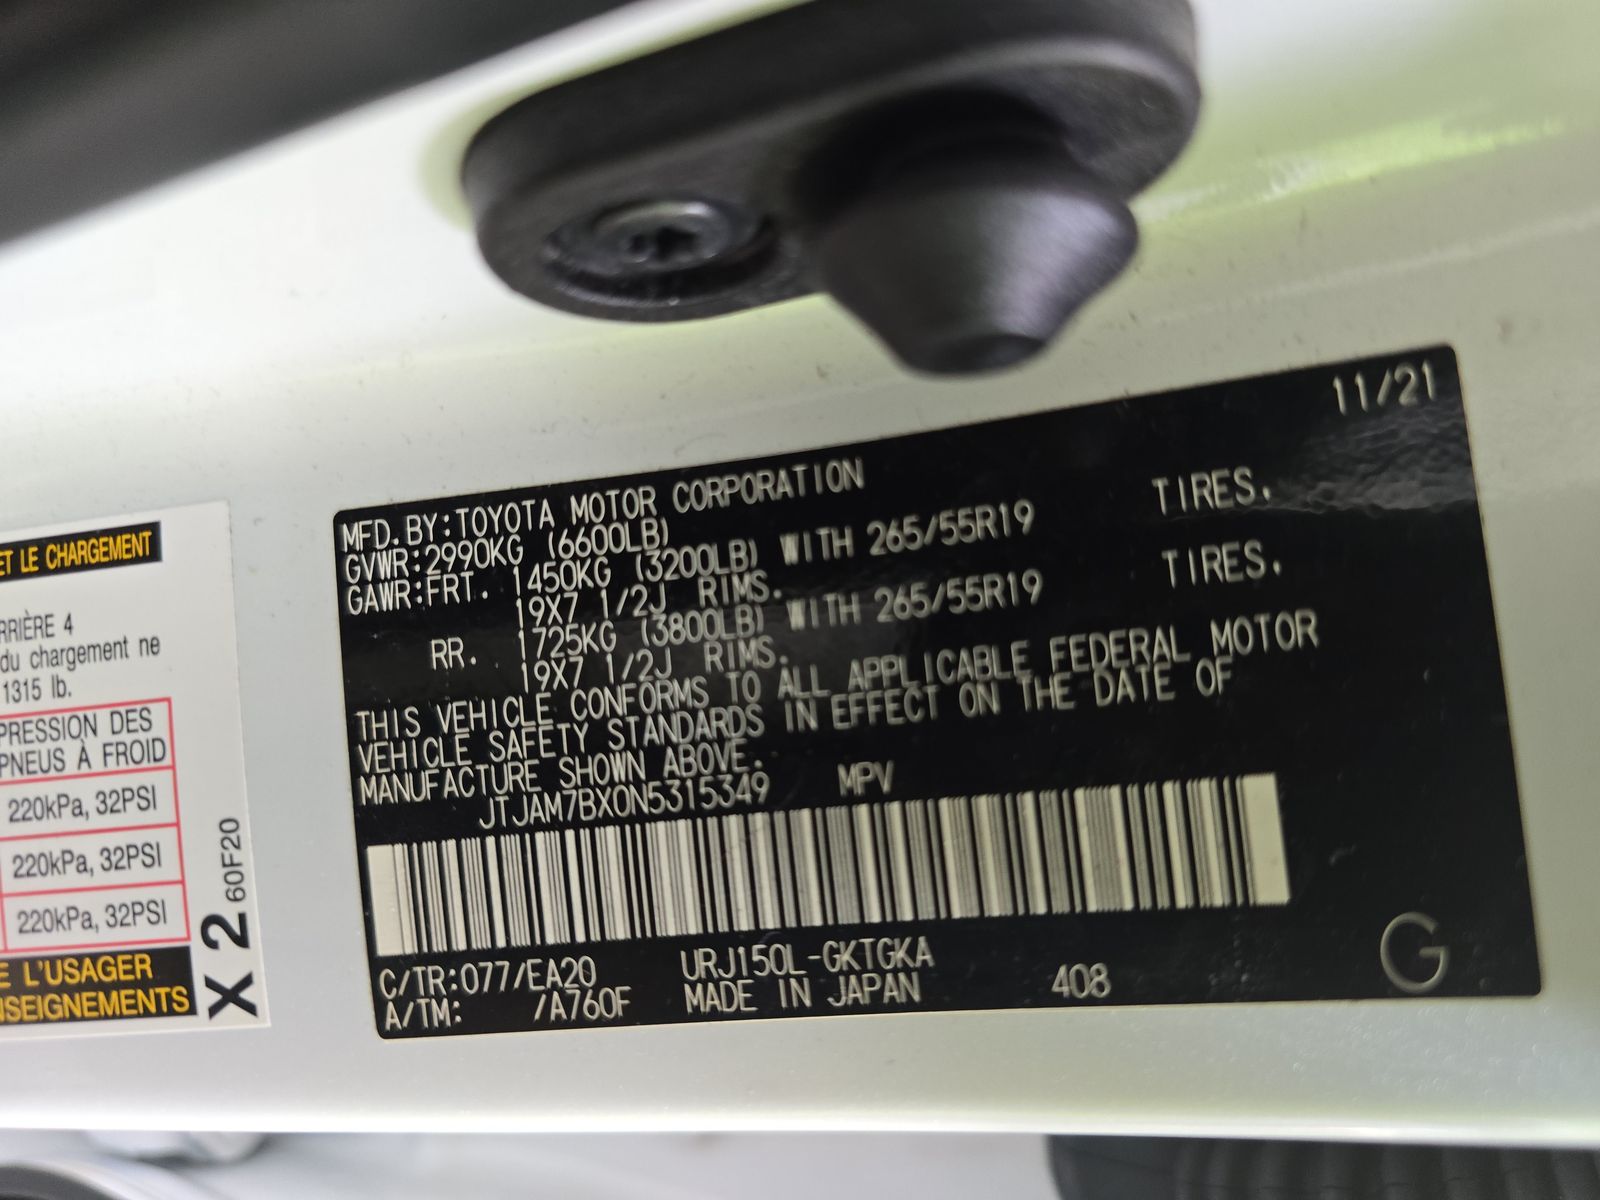 ET LE CHARGEMENT
RRIÈRE 4
du chargement ne
1315 lb.
PRESSION DES
PNEUS À FROID
220kPa, 32PSI
220kPa, 32PSI
220kPa, 32PSI
L'USAGER
X2 60F20
11/21
MFD.BY:TOYOTA MOTOR CORPORATION
GVWR:2990KG (6600LB)
GAWR:FRT. 1450KG (3200LB) WITH 265/55R19 TIRES.
19X7 1/2J RIMS.
RR. 1725KG (3800LB) WITH 265/55R19 TIRES.
19X7 1/2J RIMS.
THIS VEHICLE CONFORMS TO ALL APPLICABLE FEDERAL MOTOR
VEHICLE SAFETY STANDARDS IN EFFECT ON THE DATE OF
MANUFACTURE SHOWN ABOVE.
JTJAM7BX0N5315349 MPV
C/TR:077/EA20 URJ150L-GKTGKA
A/TM: /A760F MADE IN JAPAN 408
G